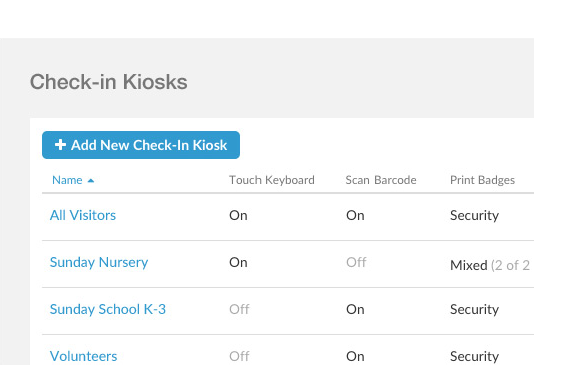 Check-in Kiosks
+ Add New Check-In Kiosk
Name Touch Keyboard Scan Barcode Print Badges
All Visitors On On Security
Sunday Nursery On Off Mixed (2 of 2
Sunday School K-3 Off On Security
Volunteers Off On Security